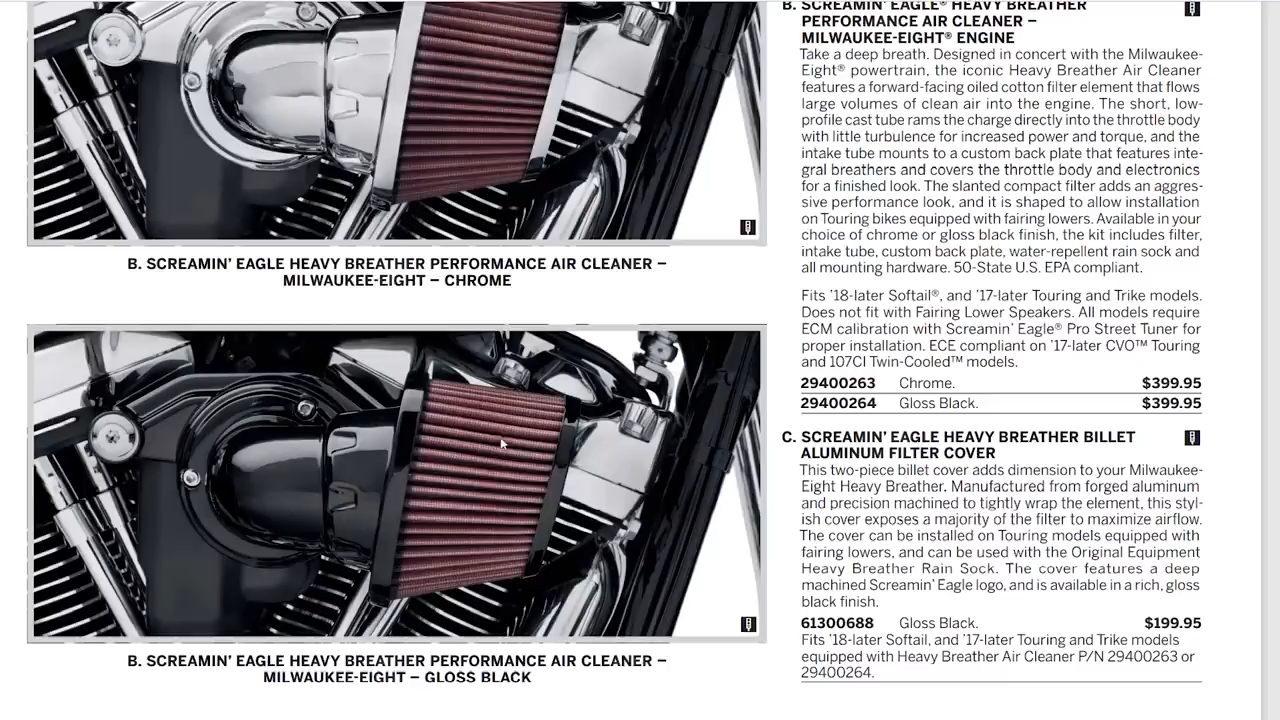 B. SCREAMIN' EAGLE HEAVY BREATHER PERFORMANCE AIR CLEANER –
MILWAUKEE-EIGHT – CHROME
B. SCREAMIN' EAGLE HEAVY BREATHER PERFORMANCE AIR CLEANER –
MILWAUKEE-EIGHT – GLOSS BLACK
B. SCREAMIN' EAGLE® HEAVY BREATHER
PERFORMANCE AIR CLEANER –
MILWAUKEE-EIGHT® ENGINE
Take a deep breath. Designed in concert with the Milwaukee-
Eight® powertrain, the iconic Heavy Breather Air Cleaner
features a forward-facing oiled cotton filter element that flows
large volumes of clean air into the engine. The short, low-
profile cast tube rams the charge directly into the throttle body
with little turbulence for increased power and torque, and the
intake tube mounts to a custom back plate that features inte-
gral breathers and covers the throttle body and electronics
for a finished look. The slanted compact filter adds an aggres-
sive performance look, and it is shaped to allow installation
on Touring bikes equipped with fairing lowers. Available in your
choice of chrome or gloss black finish, the kit includes filter,
intake tube, custom back plate, water-repellent rain sock and
all mounting hardware. 50-State U.S. EPA compliant.
Fits '18-later Softail®, and '17-later Touring and Trike models.
Does not fit with Fairing Lower Speakers. All models require
ECM calibration with Screamin' Eagle® Pro Street Tuner for
proper installation. ECE compliant on '17-later CVO™ Touring
and 107CI Twin-Cooled™ models.
29400263 Chrome. $399.95
29400264 Gloss Black. $399.95
C. SCREAMIN' EAGLE HEAVY BREATHER BILLET
ALUMINUM FILTER COVER
This two-piece billet cover adds dimension to your Milwaukee-
Eight Heavy Breather. Manufactured from forged aluminum
and precision machined to tightly wrap the element, this styl-
ish cover exposes a majority of the filter to maximize airflow.
The cover can be installed on Touring models equipped with
fairing lowers, and can be used with the Original Equipment
Heavy Breather Rain Sock. The cover features a deep
machined Screamin' Eagle logo, and is available in a rich, gloss
black finish.
61300688 Gloss Black. $199.95
Fits '18-later Softail, and '17-later Touring and Trike models
equipped with Heavy Breather Air Cleaner P/N 29400263 or
29400264.